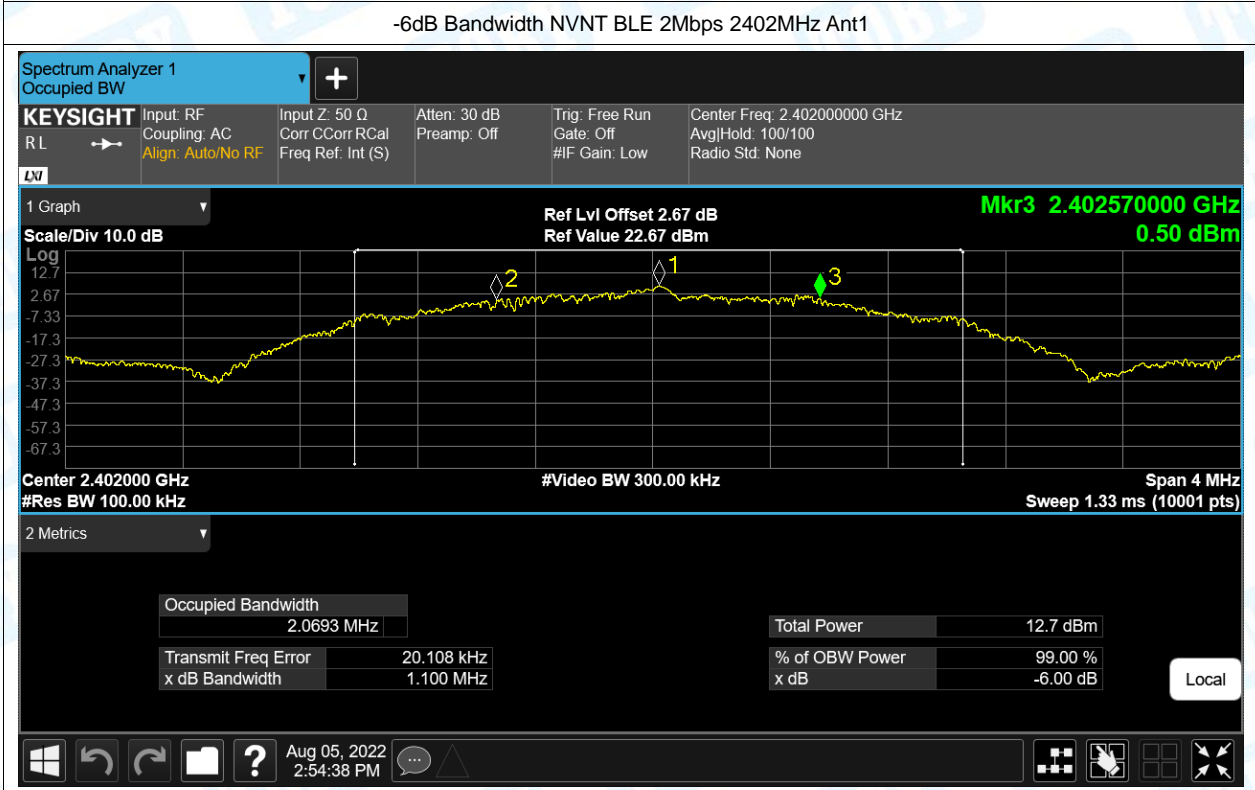 -6dB Bandwidth NVNT BLE 2Mbps 2402MHz Ant1
Spectrum Analyzer 1
Occupied BW
KEYSIGHT
RL
LXI
Input: RF
Coupling: AC
Align: Auto/No RF
Input Z: 50 Ω
Corr CCorr RCal
Freq Ref: Int (S)
Atten: 30 dB
Preamp: Off
Trig: Free Run
Gate: Off
#IF Gain: Low
Center Freq: 2.402000000 GHz
Avg|Hold: 100/100
Radio Std: None
1 Graph
Scale/Div 10.0 dB
Ref Lvl Offset 2.67 dB
Ref Value 22.67 dBm
Mkr3 2.402570000 GHz
0.50 dBm
Log
12.7
2.67
-7.33
-17.3
-27.3
-37.3
-47.3
-57.3
-67.3
2
1
3
Center 2.402000 GHz
#Res BW 100.00 kHz
#Video BW 300.00 kHz
Span 4 MHz
Sweep 1.33 ms (10001 pts)
2 Metrics
Occupied Bandwidth
2.0693 MHz
Transmit Freq Error 20.108 kHz
x dB Bandwidth 1.100 MHz
Total Power 12.7 dBm
% of OBW Power 99.00 %
x dB -6.00 dB
Local
?
Aug 05, 2022
2:54:38 PM